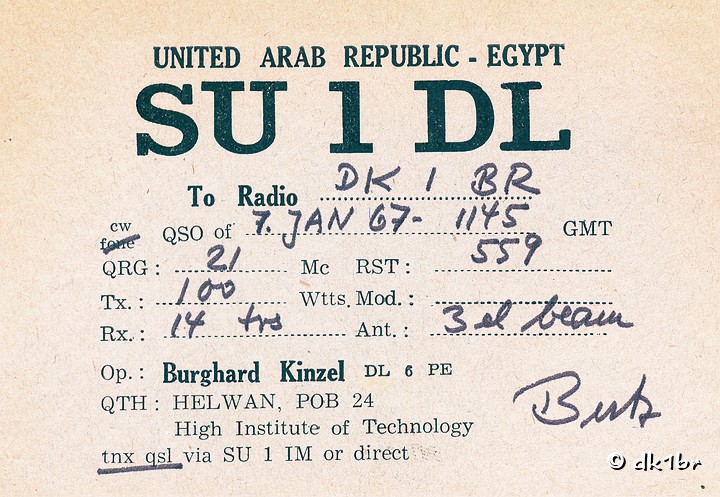 UNITED ARAB REPUBLIC - EGYPT
SU 1 DL
To Radio DK 1 BR
cw
fone QSO of 7. JAN 67- 1145 GMT
QRG: 21 Mc RST: 559
Tx.: 100 Wtts. Mod.:
Rx.: 14 trs Ant.: 3 el beam
Op.: Burghard Kinzel DL 6 PE
QTH: HELWAN, POB 24
High Institute of Technology
tnx qsl via SU 1 IM or direct
© dk1br